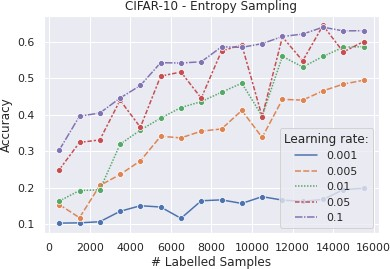 CIFAR-10 - Entropy Sampling
0.6
0.5
0.4
0.3
0.2
0.1
Accuracy
Learning rate:
0.001
0.005
0.01
0.05
0.1
0 2000 4000 6000 8000 10000 12000 14000 16000
# Labelled Samples